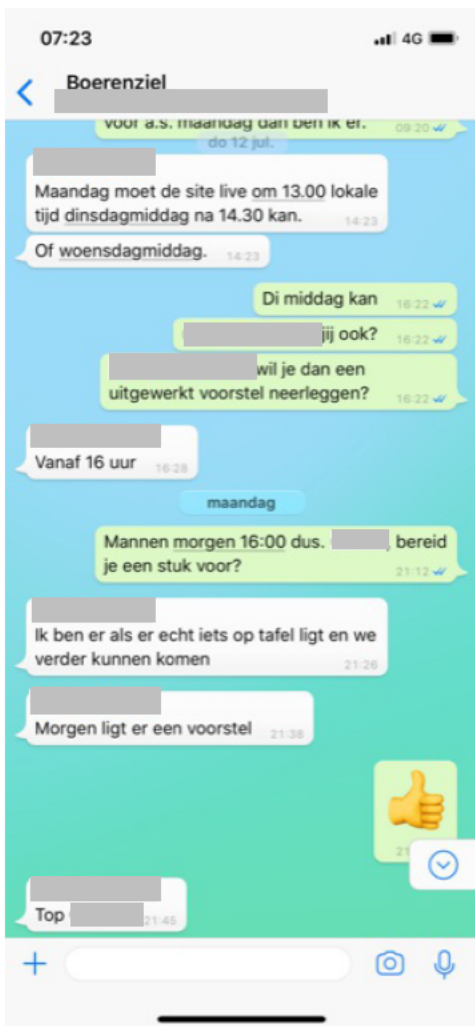 07:23
4G
Boerenziel
voor a.s. maandag dan ben ik er. 09:20
do 12 jul.
Maandag moet de site live om 13.00 lokale
tijd dinsdagmiddag na 14.30 kan. 14:23
Of woensdagmiddag. 14:23
Di middag kan 16:22
jij ook? 16:22
wil je dan een
uitgewerkt voorstel neerleggen? 16:22
Vanaf 16 uur 16:28
maandag
Mannen morgen 16:00 dus. , bereid
je een stuk voor? 21:12
Ik ben er als er echt iets op tafel ligt en we
verder kunnen komen 21:26
Morgen ligt er een voorstel 21:38
Top 21:45